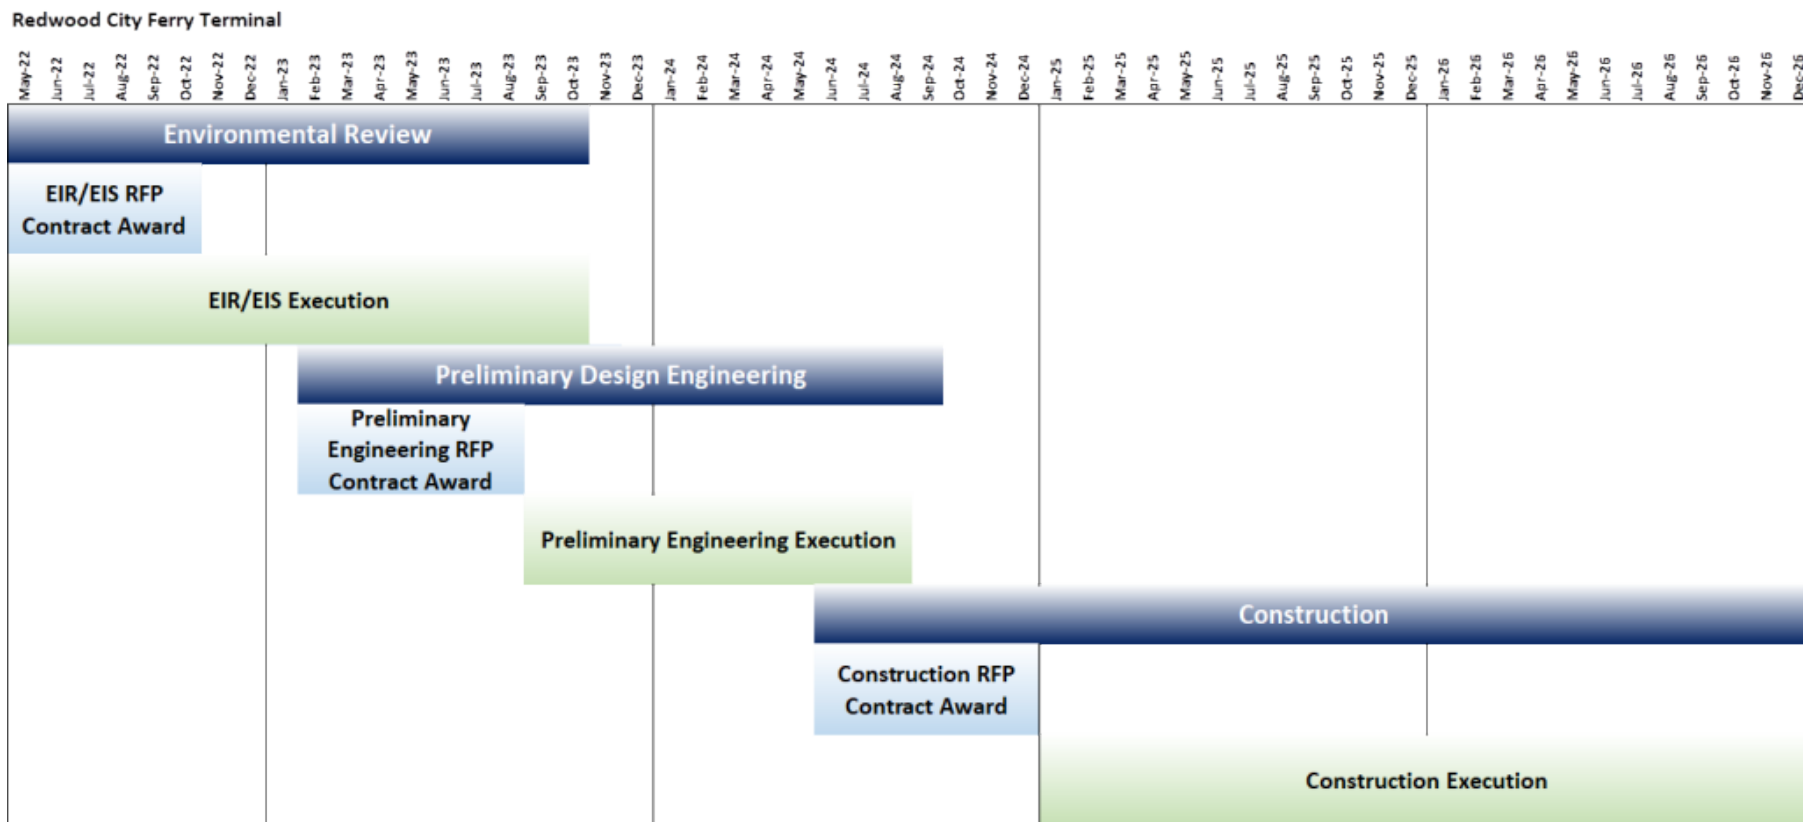 Redwood City Ferry Terminal
May-22 Jun-22 Jul-22 Aug-22 Sep-22 Oct-22 Nov-22 Dec-22 Jan-23 Feb-23 Mar-23 Apr-23 May-23 Jun-23 Jul-23 Aug-23 Sep-23 Oct-23 Nov-23 Dec-23 Jan-24 Feb-24 Mar-24 Apr-24 May-24 Jun-24 Jul-24 Aug-24 Sep-24 Oct-24 Nov-24 Dec-24 Jan-25 Feb-25 Mar-25 Apr-25 May-25 Jun-25 Jul-25 Aug-25 Sep-25 Oct-25 Nov-25 Dec-25 Jan-26 Feb-26 Mar-26 Apr-26 May-26 Jun-26 Jul-26 Aug-26 Sep-26 Oct-26 Nov-26 Dec-26
Environmental Review
EIR/EIS RFP
Contract Award
EIR/EIS Execution
Preliminary Design Engineering
Preliminary
Engineering RFP
Contract Award
Preliminary Engineering Execution
Construction
Construction RFP
Contract Award
Construction Execution